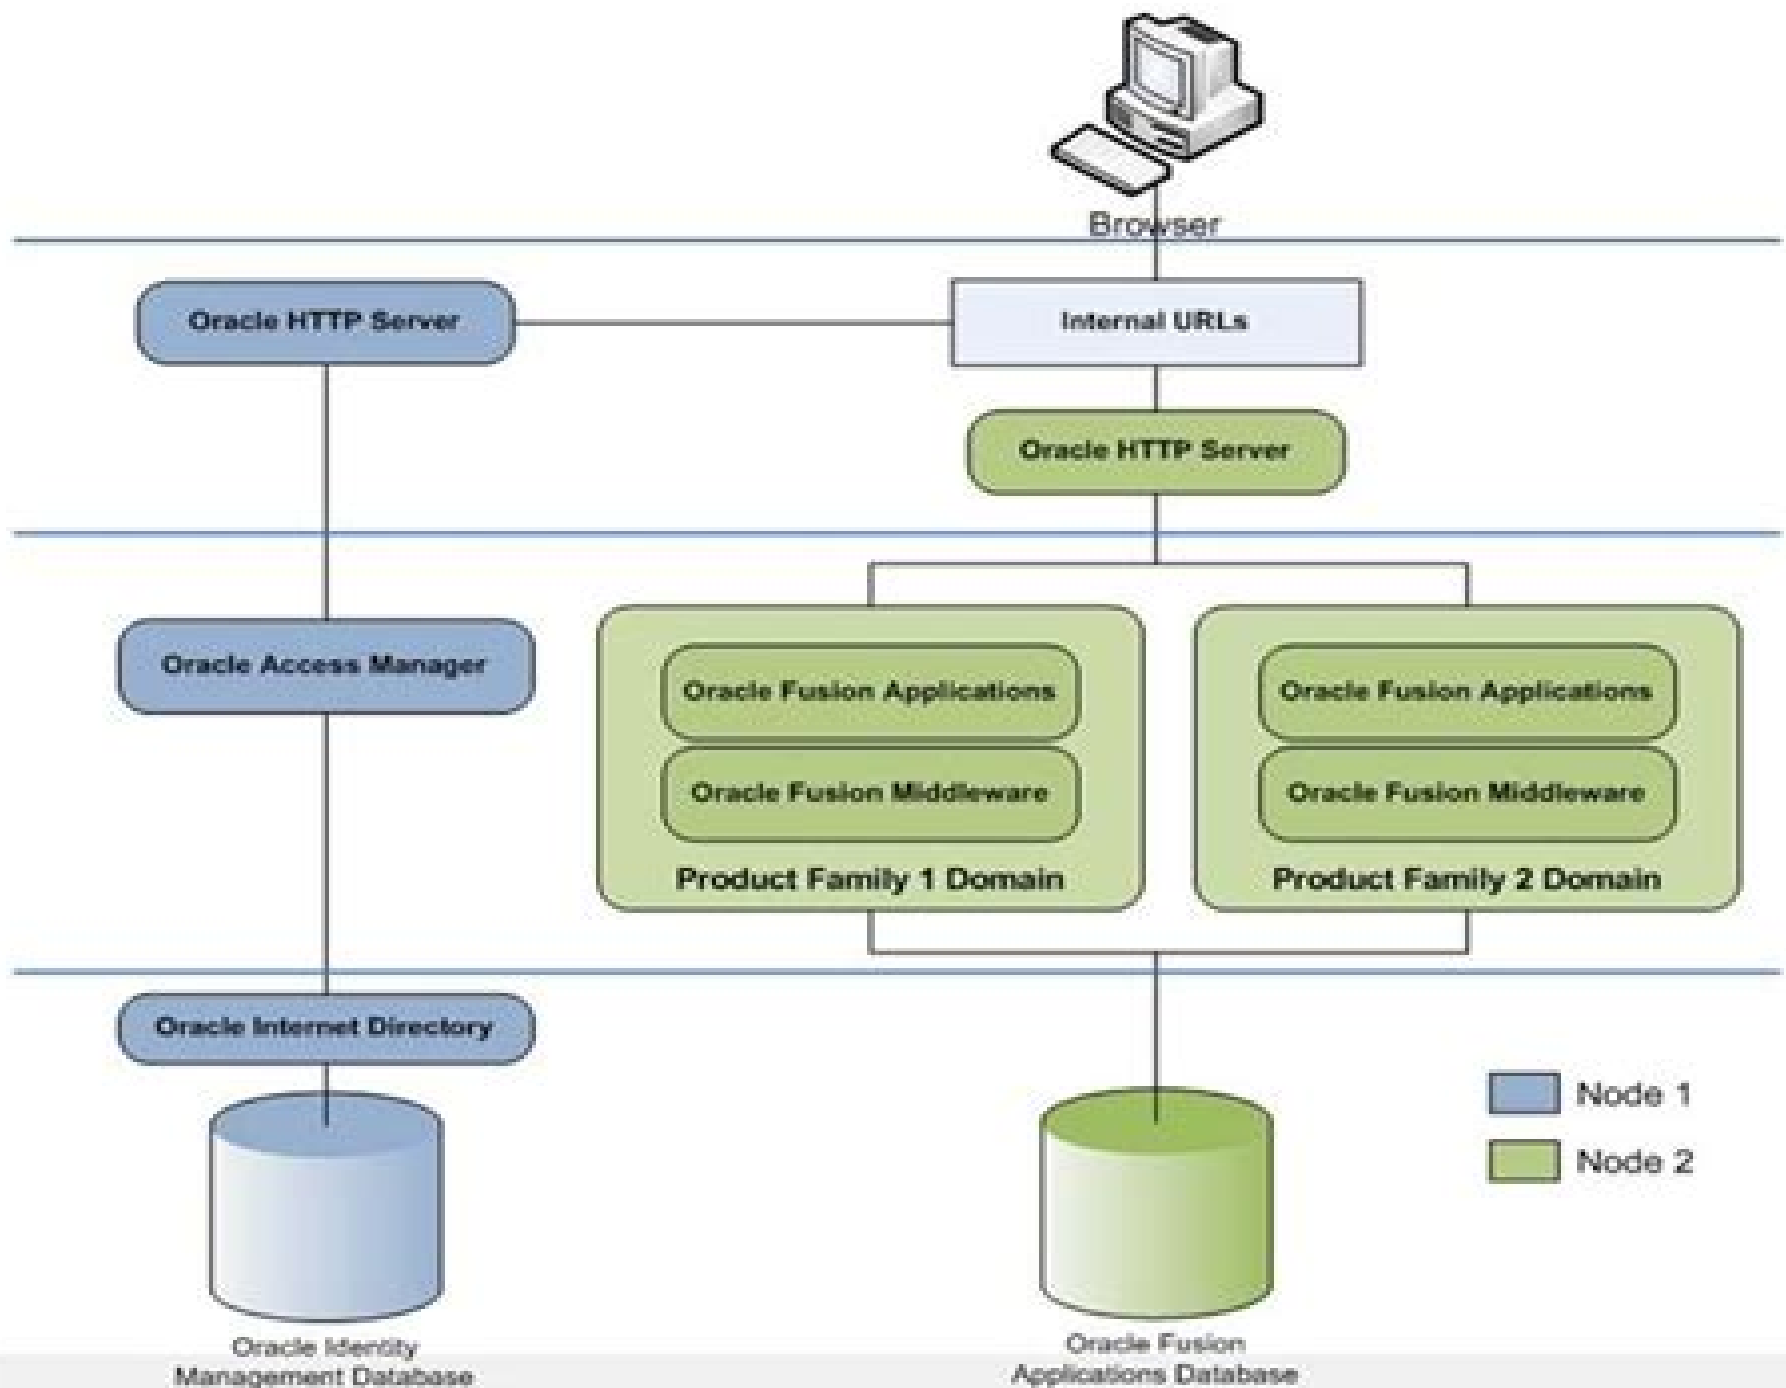 Browser
Oracle HTTP Server
Internal URLs
Oracle HTTP Server
Oracle Access Manager
Oracle Fusion Applications
Oracle Fusion Middleware
Product Family 1 Domain
Oracle Fusion Applications
Oracle Fusion Middleware
Product Family 2 Domain
Oracle Internet Directory
Node 1
Node 2
Oracle Identity
Management Database
Oracle Fusion
Applications Database